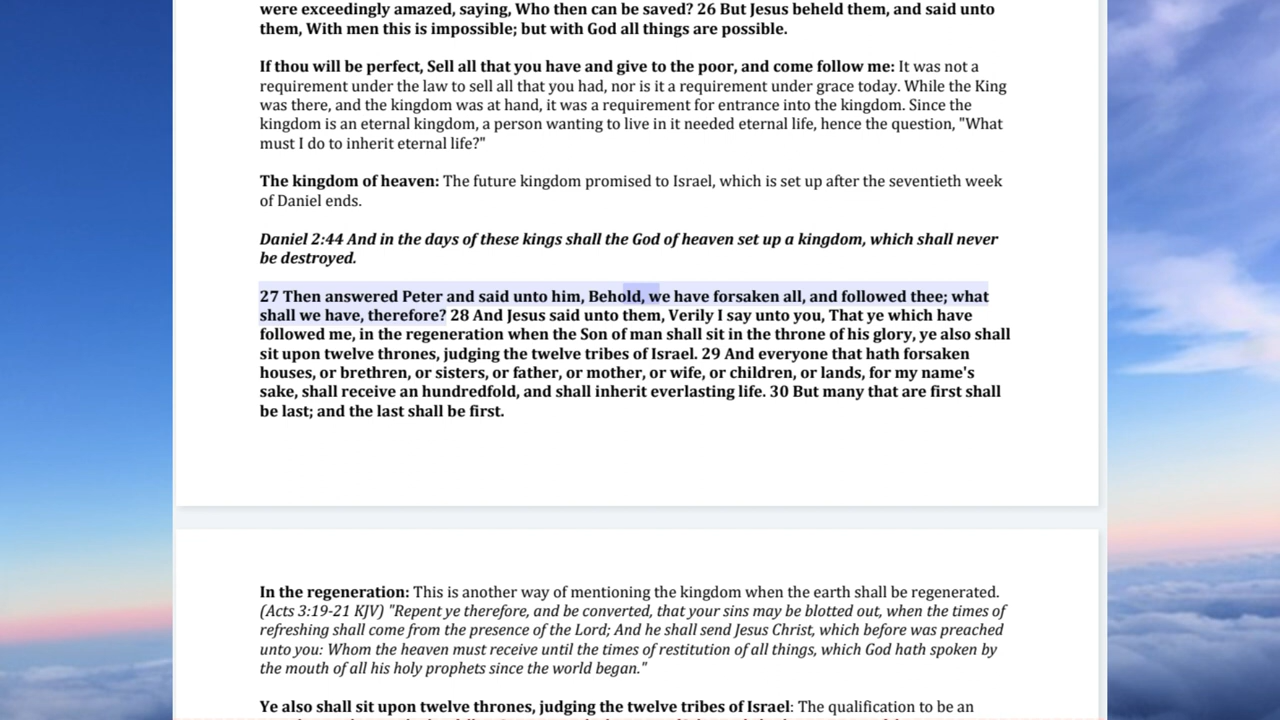 were exceedingly amazed, saying, Who then can be saved? 26 But Jesus beheld them, and said unto
them, With men this is impossible; but with God all things are possible.
If thou will be perfect, Sell all that you have and give to the poor, and come follow me: It was not a
requirement under the law to sell all that you had, nor is it a requirement under grace today. While the King
was there, and the kingdom was at hand, it was a requirement for entrance into the kingdom. Since the
kingdom is an eternal kingdom, a person wanting to live in it needed eternal life, hence the question, "What
must I do to inherit eternal life?"
The kingdom of heaven: The future kingdom promised to Israel, which is set up after the seventieth week
of Daniel ends.
Daniel 2:44 And in the days of these kings shall the God of heaven set up a kingdom, which shall never
be destroyed.
27 Then answered Peter and said unto him, Behold, we have forsaken all, and followed thee; what
shall we have, therefore? 28 And Jesus said unto them, Verily I say unto you, That ye which have
followed me, in the regeneration when the Son of man shall sit in the throne of his glory, ye also shall
sit upon twelve thrones, judging the twelve tribes of Israel. 29 And everyone that hath forsaken
houses, or brethren, or sisters, or father, or mother, or wife, or children, or lands, for my name's
sake, shall receive an hundredfold, and shall inherit everlasting life. 30 But many that are first shall
be last; and the last shall be first.
In the regeneration: This is another way of mentioning the kingdom when the earth shall be regenerated.
(Acts 3:19-21 KJV) "Repent ye therefore, and be converted, that your sins may be blotted out, when the times of
refreshing shall come from the presence of the Lord; And he shall send Jesus Christ, which before was preached
unto you: Whom the heaven must receive until the times of restitution of all things, which God hath spoken by
the mouth of all his holy prophets since the world began."
Ye also shall sit upon twelve thrones, judging the twelve tribes of Israel: The qualification to be an